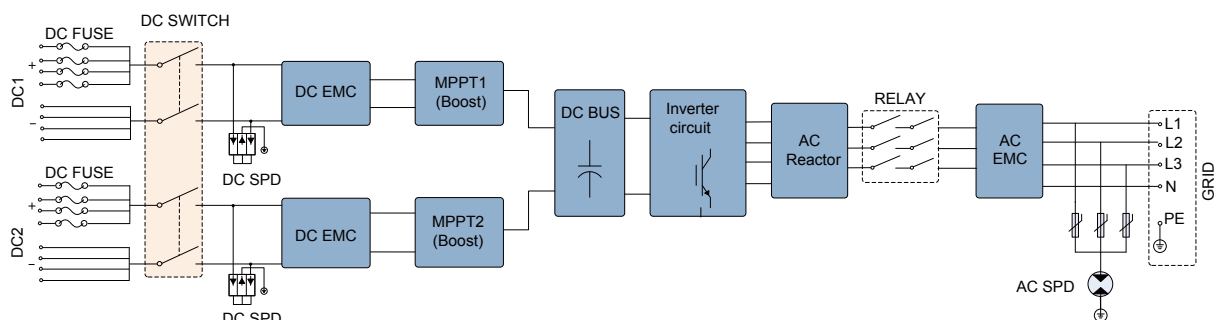 DC SWITCH
DC FUSE
DC1
+
−
DC EMC
MPPT1
(Boost)
DC SPD
DC BUS
Inverter
circuit
AC
Reactor
RELAY
AC
EMC
L1
L2
L3
N
PE
GRID
AC SPD
DC FUSE
DC2
+
−
DC EMC
MPPT2
(Boost)
DC SPD